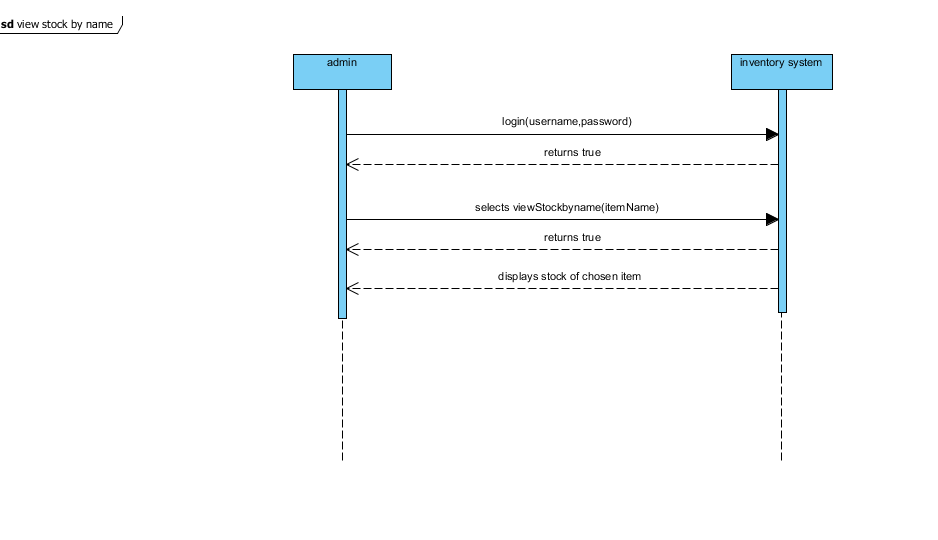 sd view stock by name
admin
inventory system
login(username,password)
returns true
selects viewStockbyname(itemName)
returns true
displays stock of chosen item